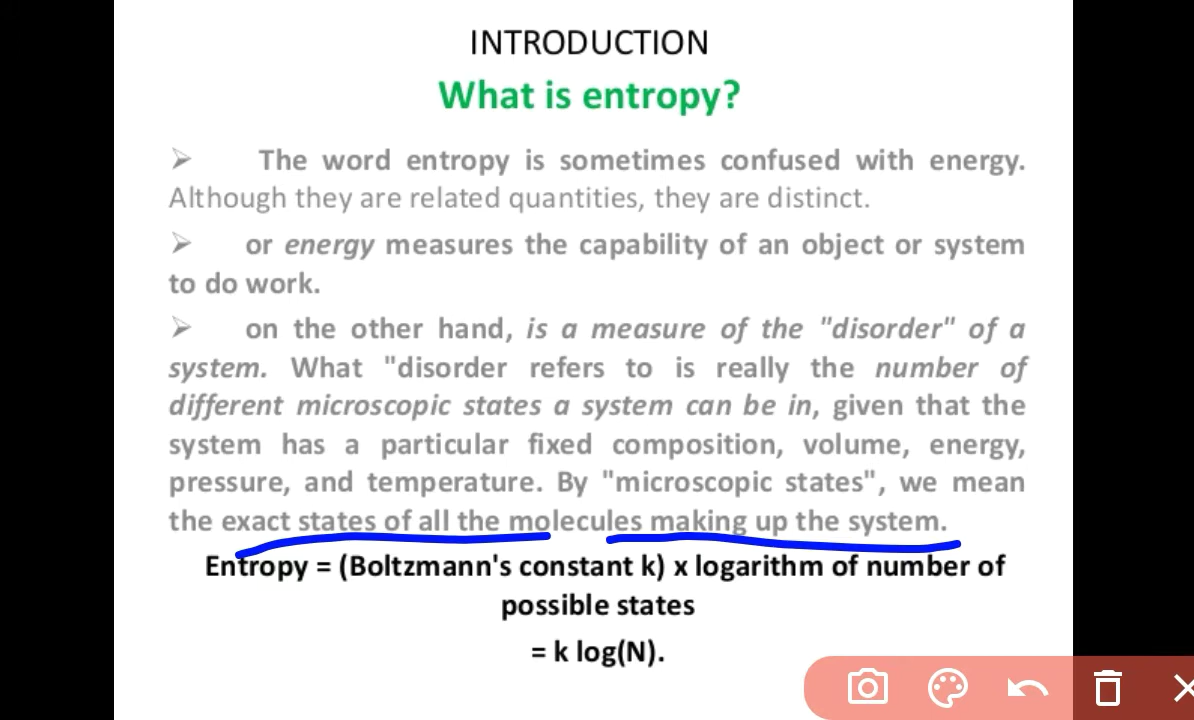 INTRODUCTION
What is entropy?
➢ The word entropy is sometimes confused with energy.
Although they are related quantities, they are distinct.
➢ or energy measures the capability of an object or system
to do work.
➢ on the other hand, is a measure of the "disorder" of a
system. What "disorder refers to is really the number of
different microscopic states a system can be in, given that the
system has a particular fixed composition, volume, energy,
pressure, and temperature. By "microscopic states", we mean
the exact states of all the molecules making up the system.
Entropy = (Boltzmann's constant k) x logarithm of number of
possible states
= k log(N).